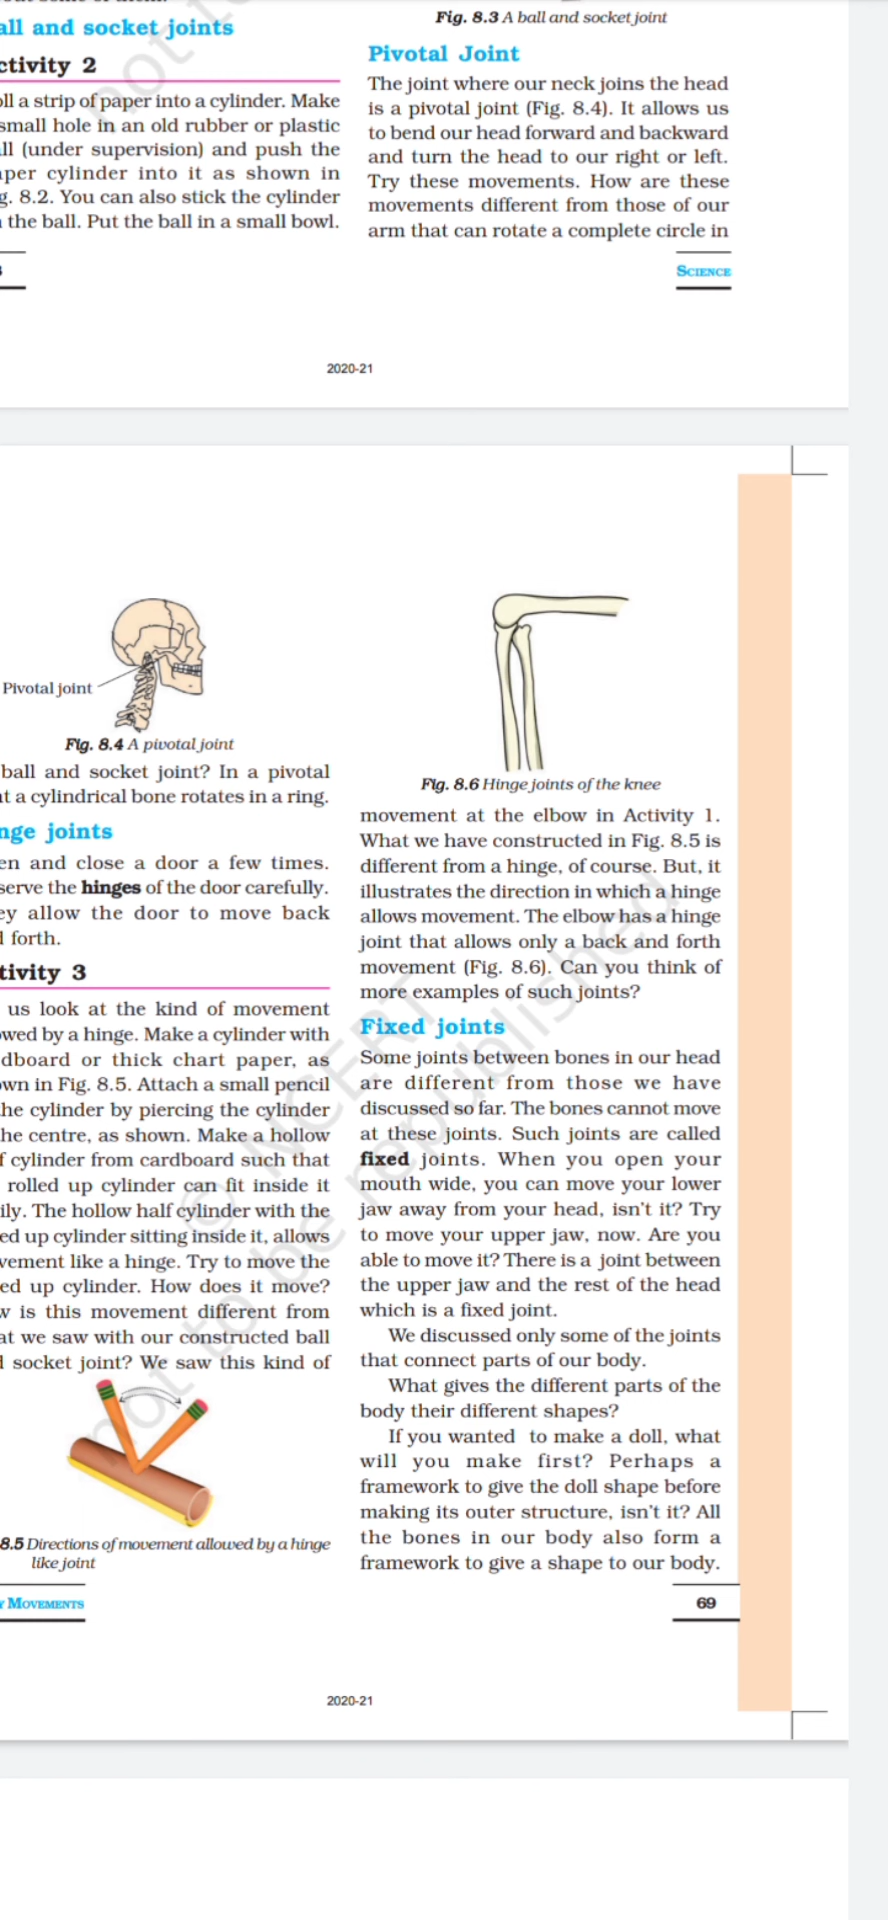 all and socket joints
ctivity 2
oll a strip of paper into a cylinder. Make
small hole in an old rubber or plastic
all (under supervision) and push the
aper cylinder into it as shown in
g. 8.2. You can also stick the cylinder
the ball. Put the ball in a small bowl.
Fig. 8.3 A ball and socket joint
Pivotal Joint
The joint where our neck joins the head
is a pivotal joint (Fig. 8.4). It allows us
to bend our head forward and backward
and turn the head to our right or left.
Try these movements. How are these
movements different from those of our
arm that can rotate a complete circle in
SCIENCE
2020-21
Pivotal joint
Fig. 8.4 A pivotal joint
ball and socket joint? In a pivotal
nt a cylindrical bone rotates in a ring.
nge joints
en and close a door a few times.
serve the hinges of the door carefully.
ey allow the door to move back
d forth.
tivity 3
us look at the kind of movement
owed by a hinge. Make a cylinder with
dboard or thick chart paper, as
own in Fig. 8.5. Attach a small pencil
he cylinder by piercing the cylinder
he centre, as shown. Make a hollow
f cylinder from cardboard such that
rolled up cylinder can fit inside it
ily. The hollow half cylinder with the
ed up cylinder sitting inside it, allows
vement like a hinge. Try to move the
ed up cylinder. How does it move?
w is this movement different from
at we saw with our constructed ball
d socket joint? We saw this kind of
8.5 Directions of movement allowed by a hinge
like joint
Y MOVEMENTS
Fig. 8.6 Hinge joints of the knee
movement at the elbow in Activity 1.
What we have constructed in Fig. 8.5 is
different from a hinge, of course. But, it
illustrates the direction in which a hinge
allows movement. The elbow has a hinge
joint that allows only a back and forth
movement (Fig. 8.6). Can you think of
more examples of such joints?
Fixed joints
Some joints between bones in our head
are different from those we have
discussed so far. The bones cannot move
at these joints. Such joints are called
fixed joints. When you open your
mouth wide, you can move your lower
jaw away from your head, isn't it? Try
to move your upper jaw, now. Are you
able to move it? There is a joint between
the upper jaw and the rest of the head
which is a fixed joint.
We discussed only some of the joints
that connect parts of our body.
What gives the different parts of the
body their different shapes?
If you wanted to make a doll, what
will you make first? Perhaps a
framework to give the doll shape before
making its outer structure, isn't it? All
the bones in our body also form a
framework to give a shape to our body.
69
2020-21
© NCERT
not to be republished